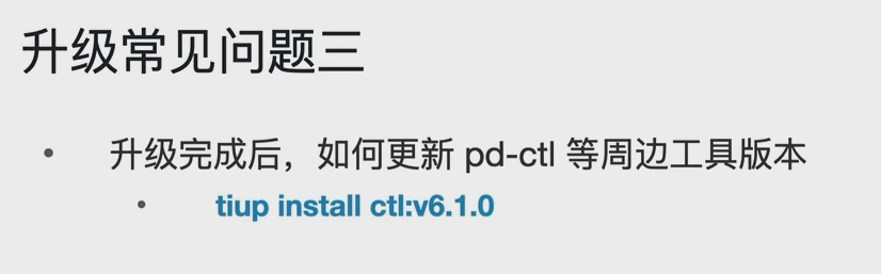 升级常见问题三
• 升级完成后，如何更新 pd-ctl 等周边工具版本
• tiup install ctl:v6.1.0